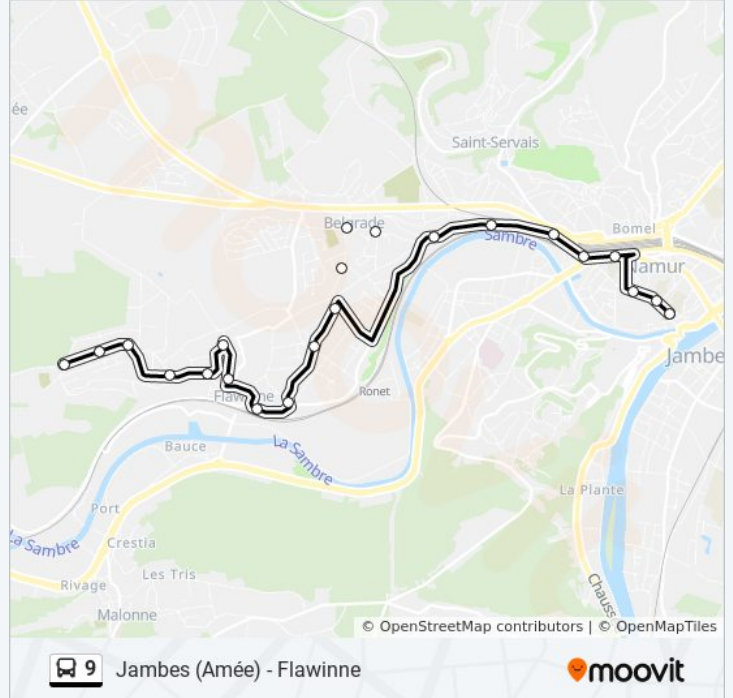 ée
Saint-Servais
Belgrade
Bomel
Sambre
Namur
Jambe
Ronet
Flawinne
Bauce
La Sambre
La Plante
Port
La Sambre
Crestia
Les Tris
Rivage
Chauss
Malonne
© OpenStreetMap contributors | © OpenMapTiles
9 Jambes (Amée) - Flawinne
moovit